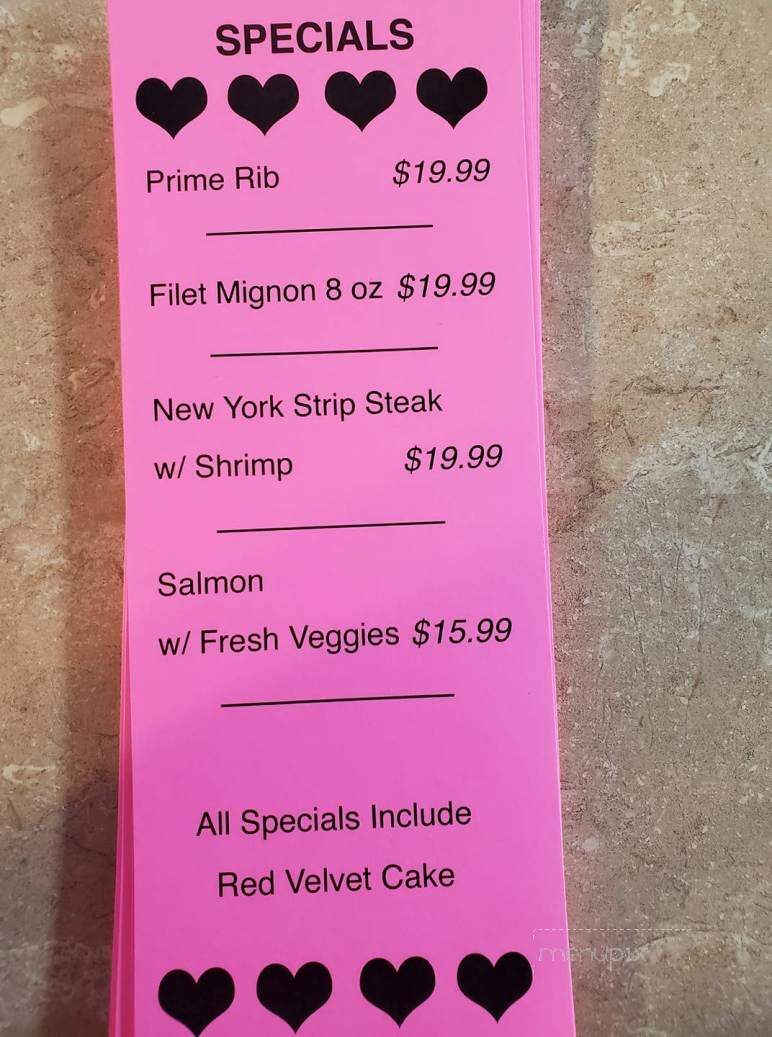 SPECIALS
Prime Rib $19.99
Filet Mignon 8 oz $19.99
New York Strip Steak
w/ Shrimp $19.99
Salmon
w/ Fresh Veggies $15.99
All Specials Include
Red Velvet Cake
menupix